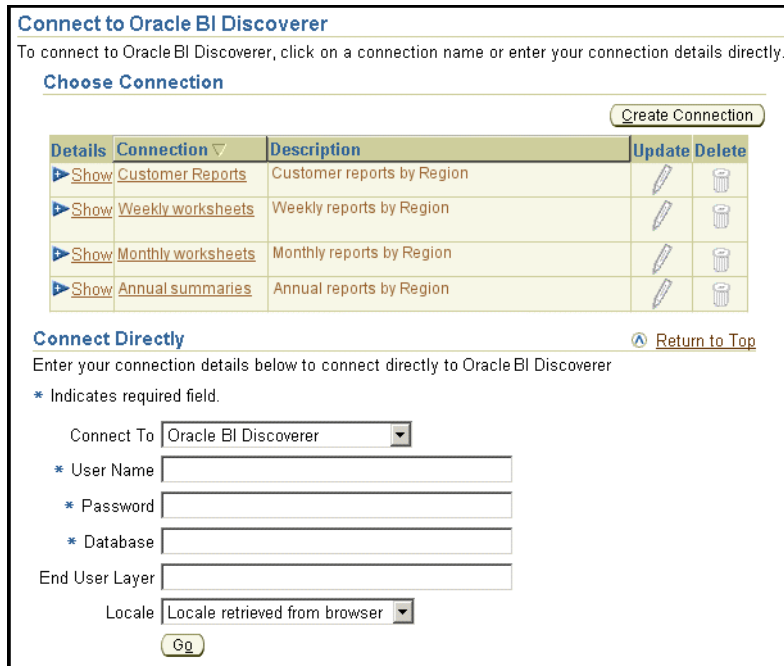 Connect to Oracle BI Discoverer
To connect to Oracle BI Discoverer, click on a connection name or enter your connection details directly.
Choose Connection
Create Connection
Details Connection Description Update Delete
Show Customer Reports Customer reports by Region
Show Weekly worksheets Weekly reports by Region
Show Monthly worksheets Monthly reports by Region
Show Annual summaries Annual reports by Region
Connect Directly Return to Top
Enter your connection details below to connect directly to Oracle BI Discoverer
* Indicates required field.
Connect To Oracle BI Discoverer
* User Name
* Password
* Database
End User Layer
Locale Locale retrieved from browser
Go